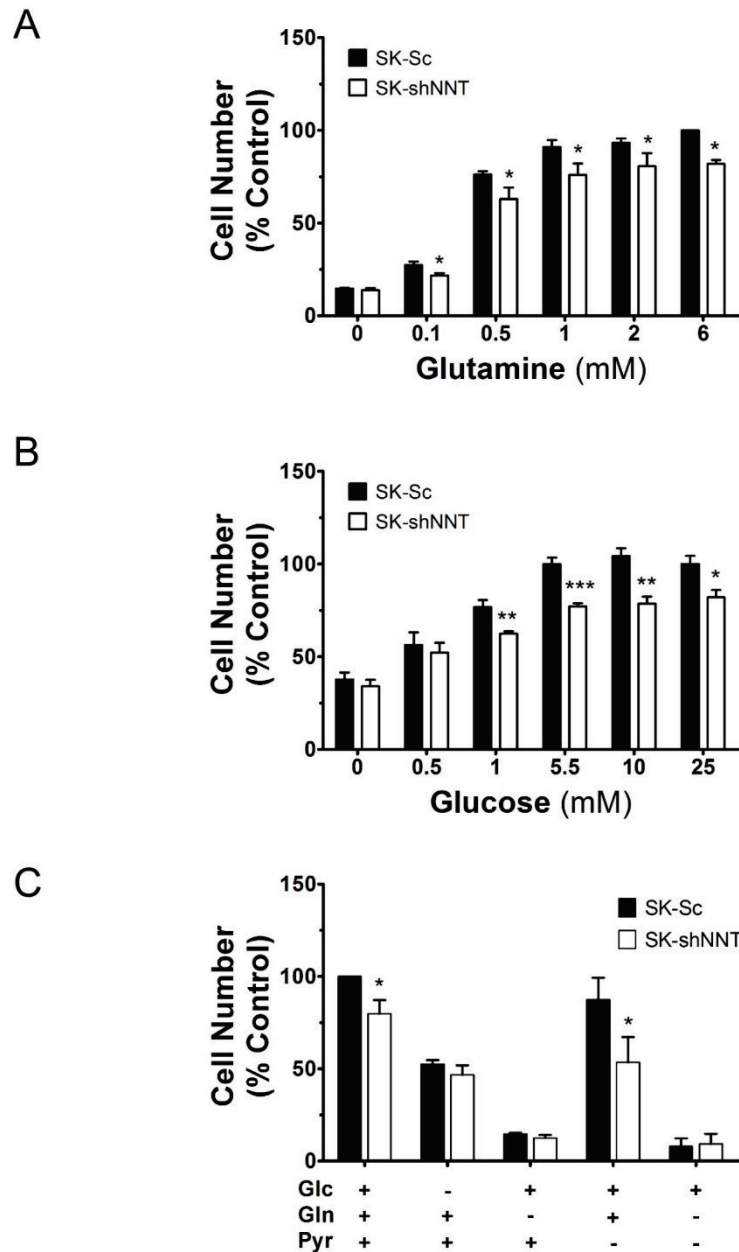 A
Cell Number
(% Control)
150
100
50
0
SK-Sc
SK-shNNT
* * * * *
0 0.1 0.5 1 2 6
Glutamine (mM)
B
Cell Number
(% Control)
150
100
50
0
SK-Sc
SK-shNNT
** *** ** *
0 0.5 1 5.5 10 25
Glucose (mM)
C
Cell Number
(% Control)
150
100
50
0
SK-Sc
SK-shNNT
* *
Glc + - + + +
Gln + + - + -
Pyr + + + - -